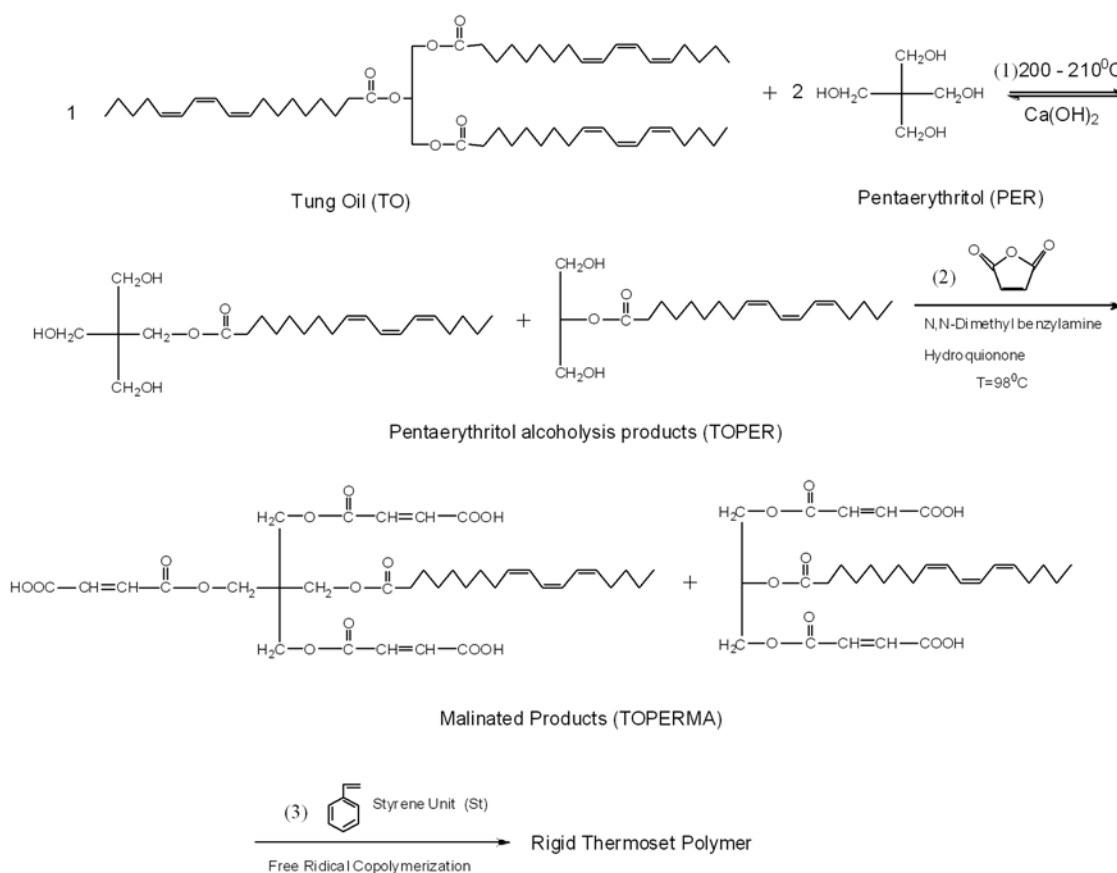 1
O
O
O
O
O
O
+ 2
CH2OH
HOH2C
CH2OH
CH2OH
(1)200 - 210⁰C
Ca(OH)2
Tung Oil (TO)
Pentaerythritol (PER)
CH2OH
HOH2C
CH2
O
O
CH2OH
+
CH2OH
O
O
CH2OH
(2)
O
O
O
N,N-Dimethyl benzylamine
Hydroquionone
T=98⁰C
Pentaerythritol alcoholysis products (TOPER)
H2C
O
O
CH=CH
COOH
HOOC
CH=CH
O
O
CH2
CH2
O
O
H2C
O
O
CH=CH
COOH
+
H2C
O
O
CH=CH
COOH
O
O
H2C
O
O
CH=CH
COOH
Malinated Products (TOPERMA)
(3)
Styrene Unit (St)
Free Ridical Copolymerization
Rigid Thermoset Polymer